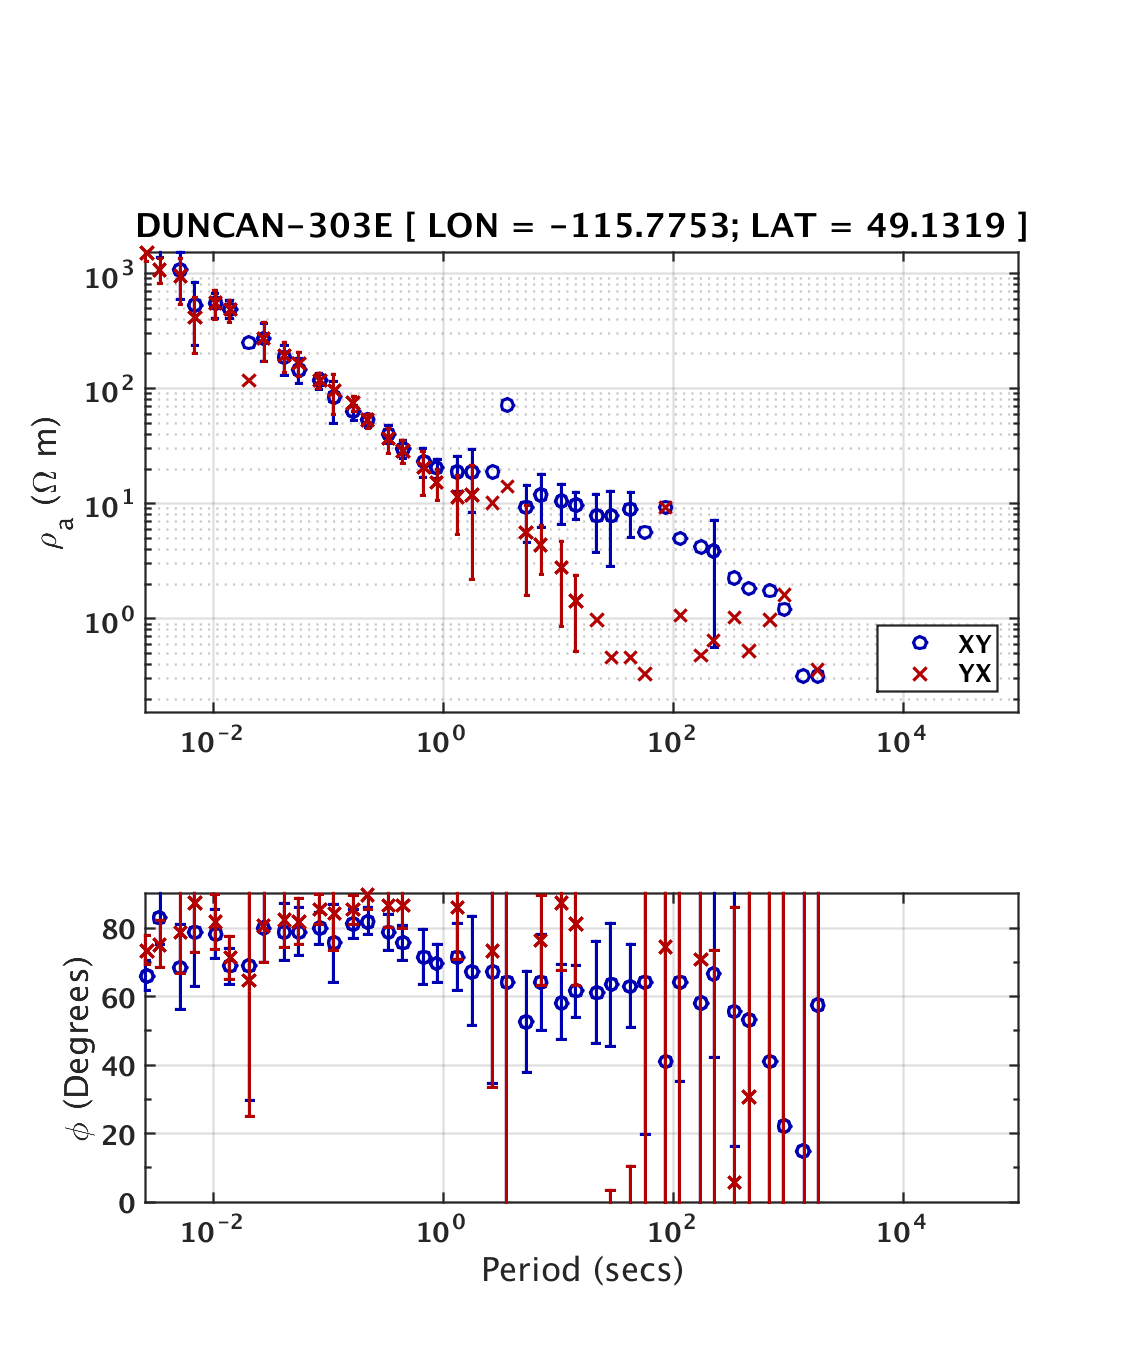 DUNCAN-303E [ LON = -115.7753; LAT = 49.1319 ]
ρa (Ω m)
10³
10²
10¹
10⁰
XY
YX
10⁻² 10⁰ 10² 10⁴
ϕ (Degrees)
80
60
40
20
0
10⁻² 10⁰ 10² 10⁴
Period (secs)